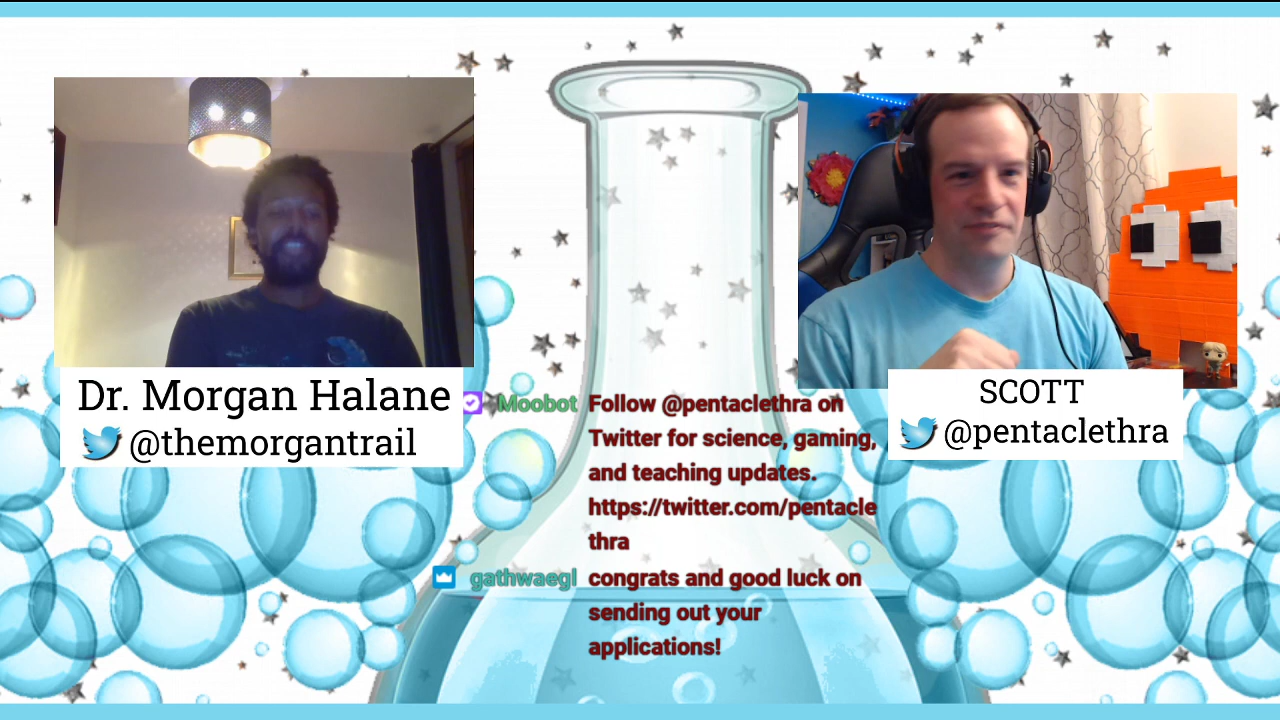 Dr. Morgan Halane
@themorgantrail
SCOTT
@pentaclethra
Moobot Follow @pentaclethra on
Twitter for science, gaming,
and teaching updates.
https://twitter.com/pentacle
thra
gathwaegl congrats and good luck on
sending out your
applications!